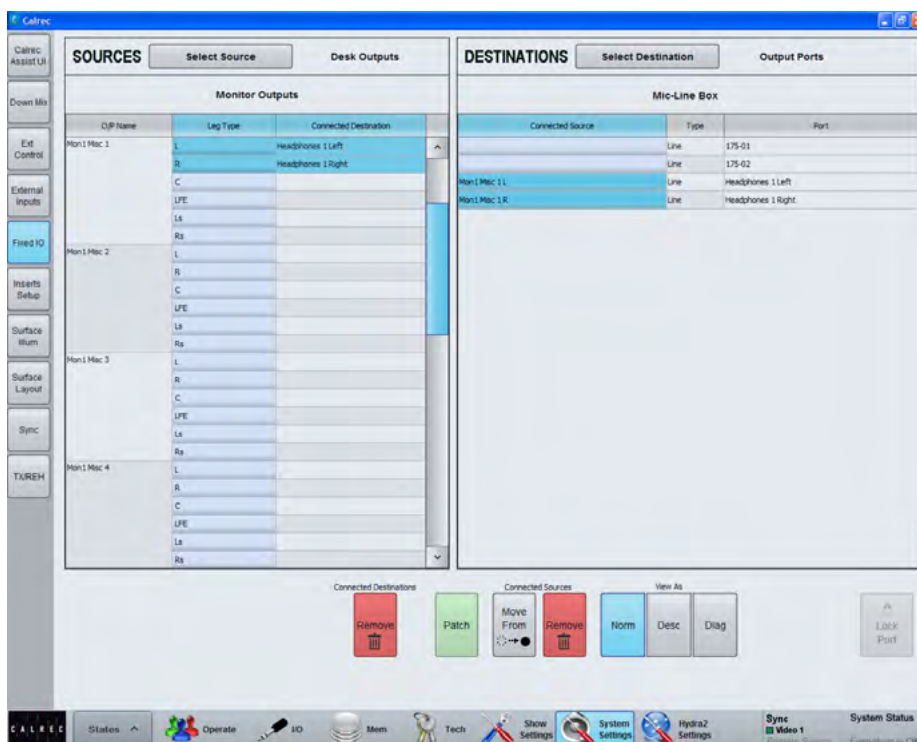 Calrec
Calrec
Assist UI
Down Mix
Ext
Control
External
Inputs
Fixed IO
Inserts
Setup
Surface
Illum
Surface
Layout
Sync
TX/REH
SOURCES Select Source Desk Outputs
Monitor Outputs
O/P Name Leg Type Connected Destination
Mon1 Misc 1 L Headphones 1 Left
R Headphones 1 Right
C
LFE
Ls
Rs
Mon1 Misc 2 L
R
C
LFE
Ls
Rs
Mon1 Misc 3 L
R
C
LFE
Ls
Rs
Mon1 Misc 4 L
R
C
LFE
Ls
Rs
DESTINATIONS Select Destination Output Ports
Mic-Line Box
Connected Source Type Port
Line 175-01
Line 175-02
Mon1 Misc 1 L Line Headphones 1 Left
Mon1 Misc 1 R Line Headphones 1 Right
Connected Destinations
Remove
Patch
Connected Sources
Move
From
Remove
View As
Norm Desc Diag
Lock
Port
CALREC States Operate I/O Mem Tech Show
Settings System
Settings Hydra2
Settings
Sync
Video 1
System Status